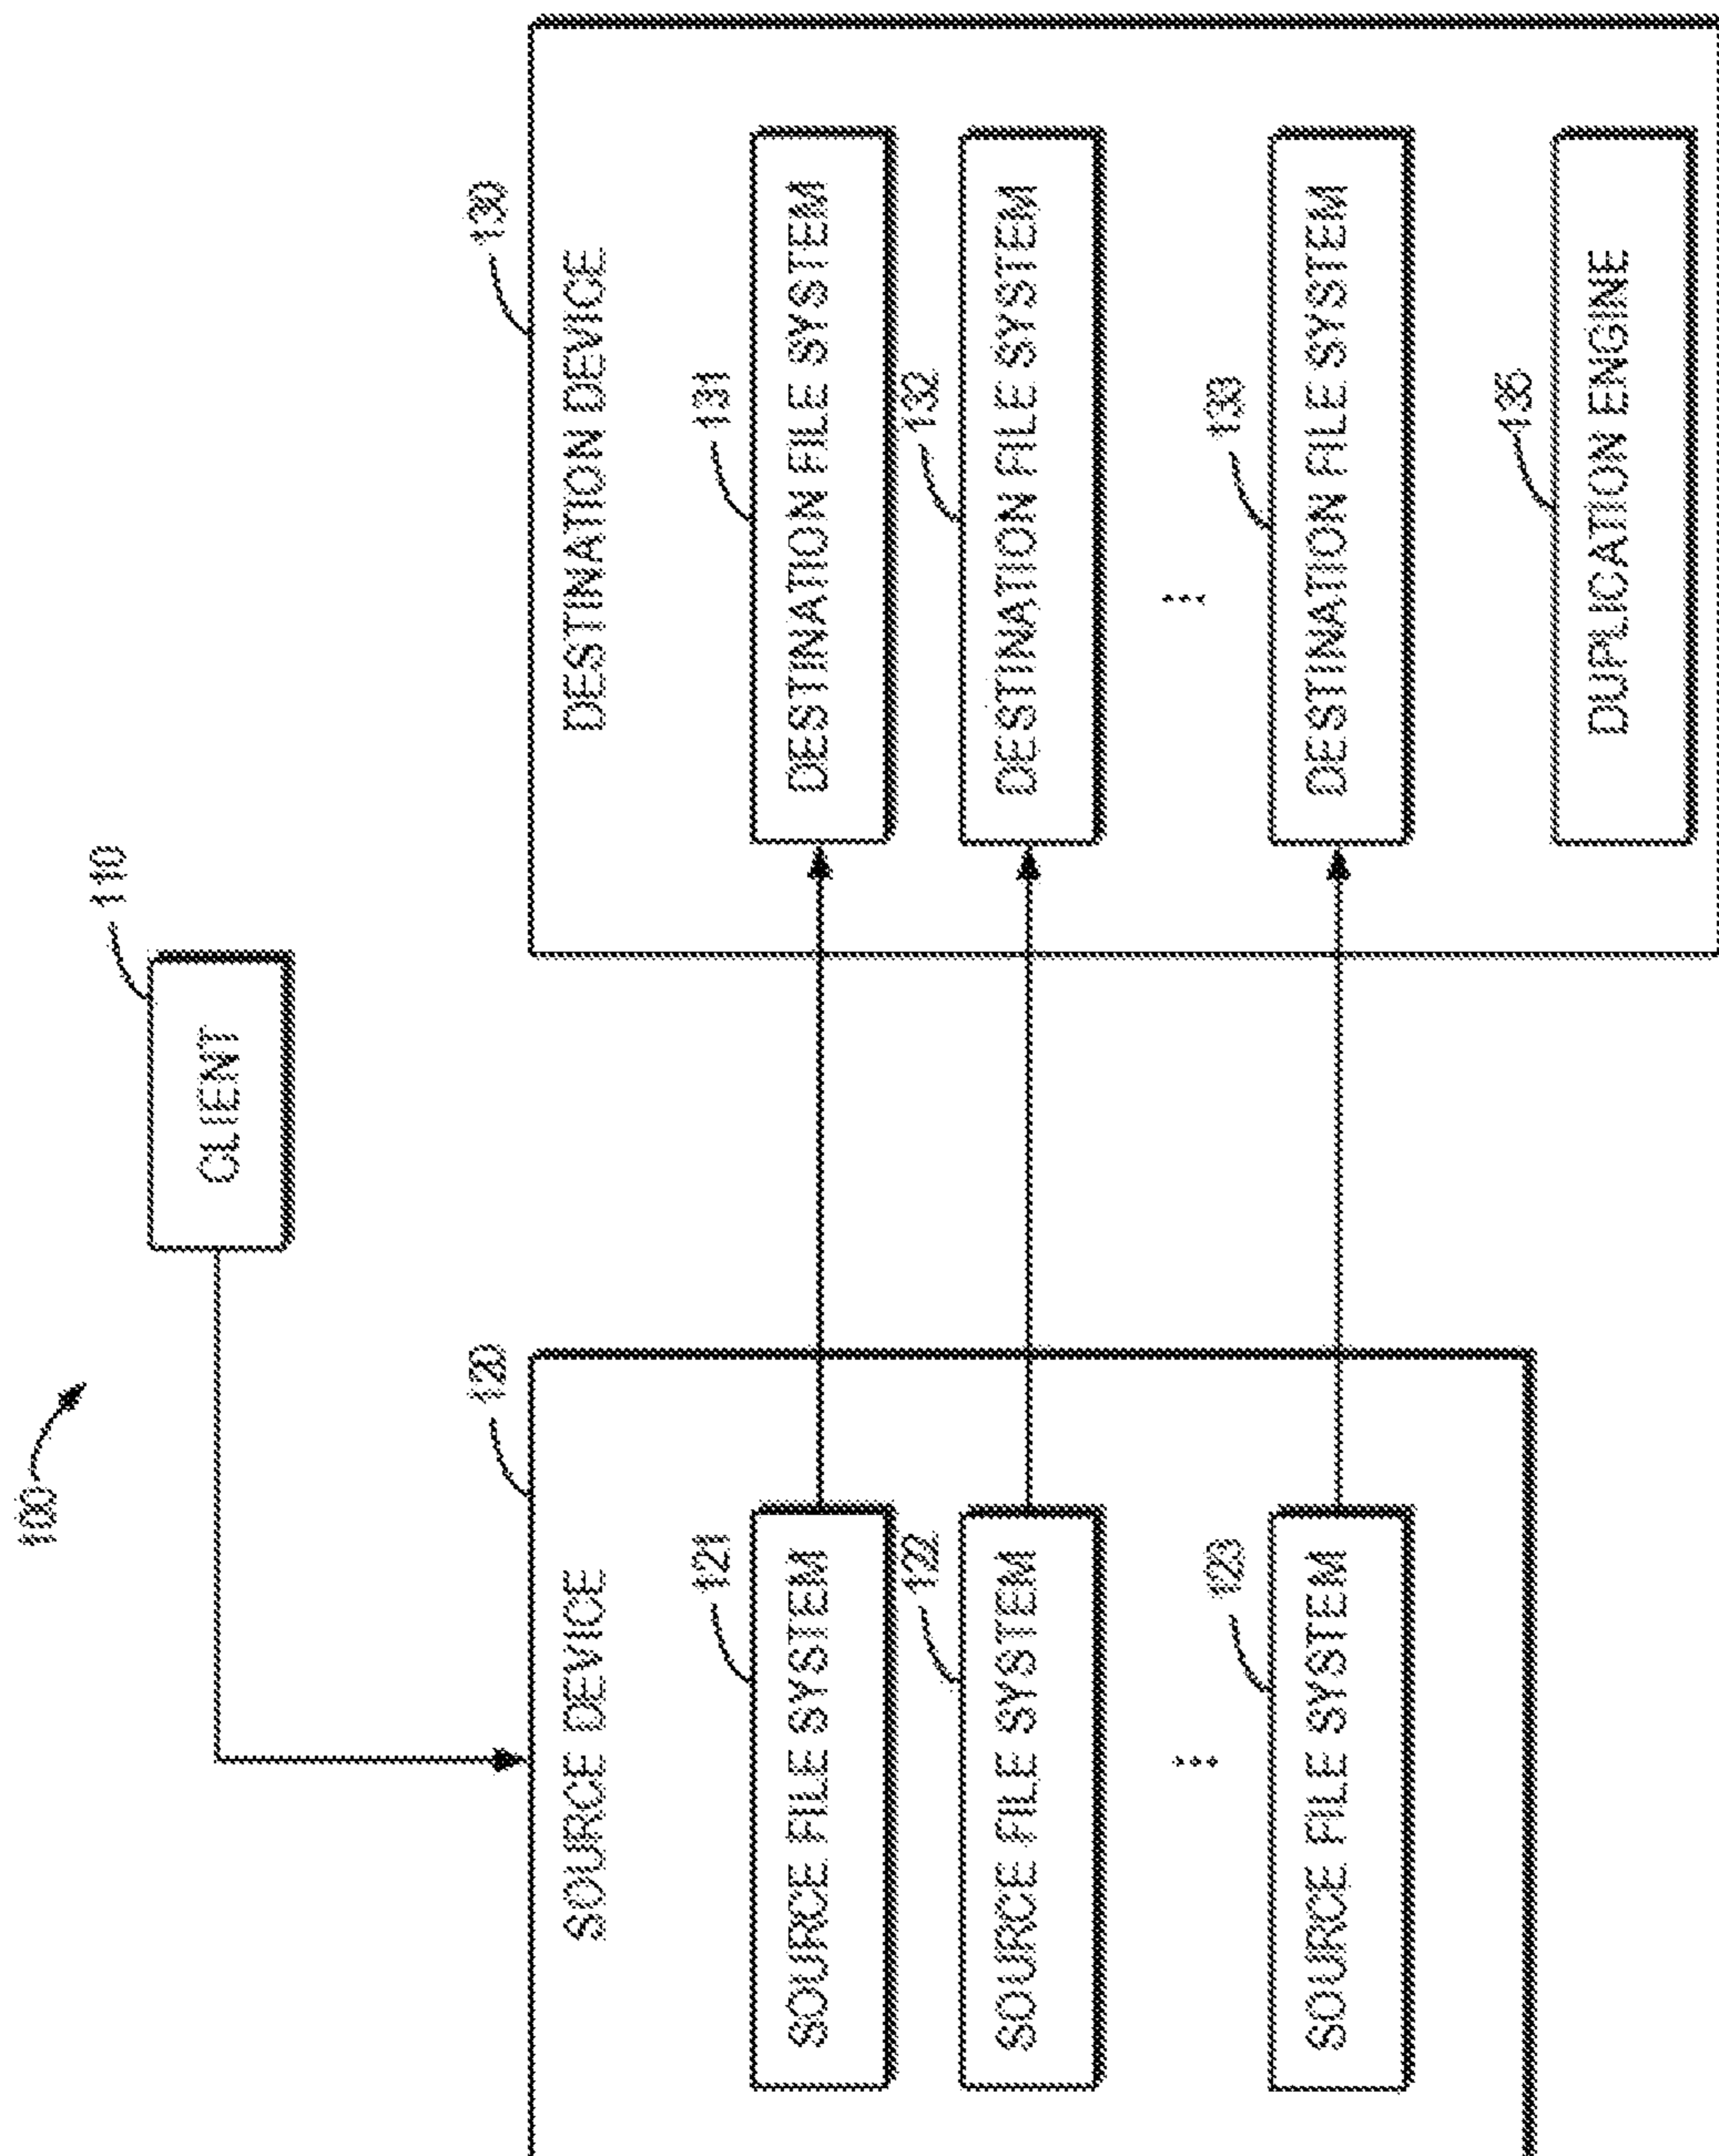 100
CLIENT
110
SOURCE DEVICE
120
SOURCE FILE SYSTEM
121
SOURCE FILE SYSTEM
122
⋮
SOURCE FILE SYSTEM
123
DESTINATION DEVICE
130
DESTINATION FILE SYSTEM
131
DESTINATION FILE SYSTEM
132
⋮
DESTINATION FILE SYSTEM
133
DUPLICATION ENGINE
135